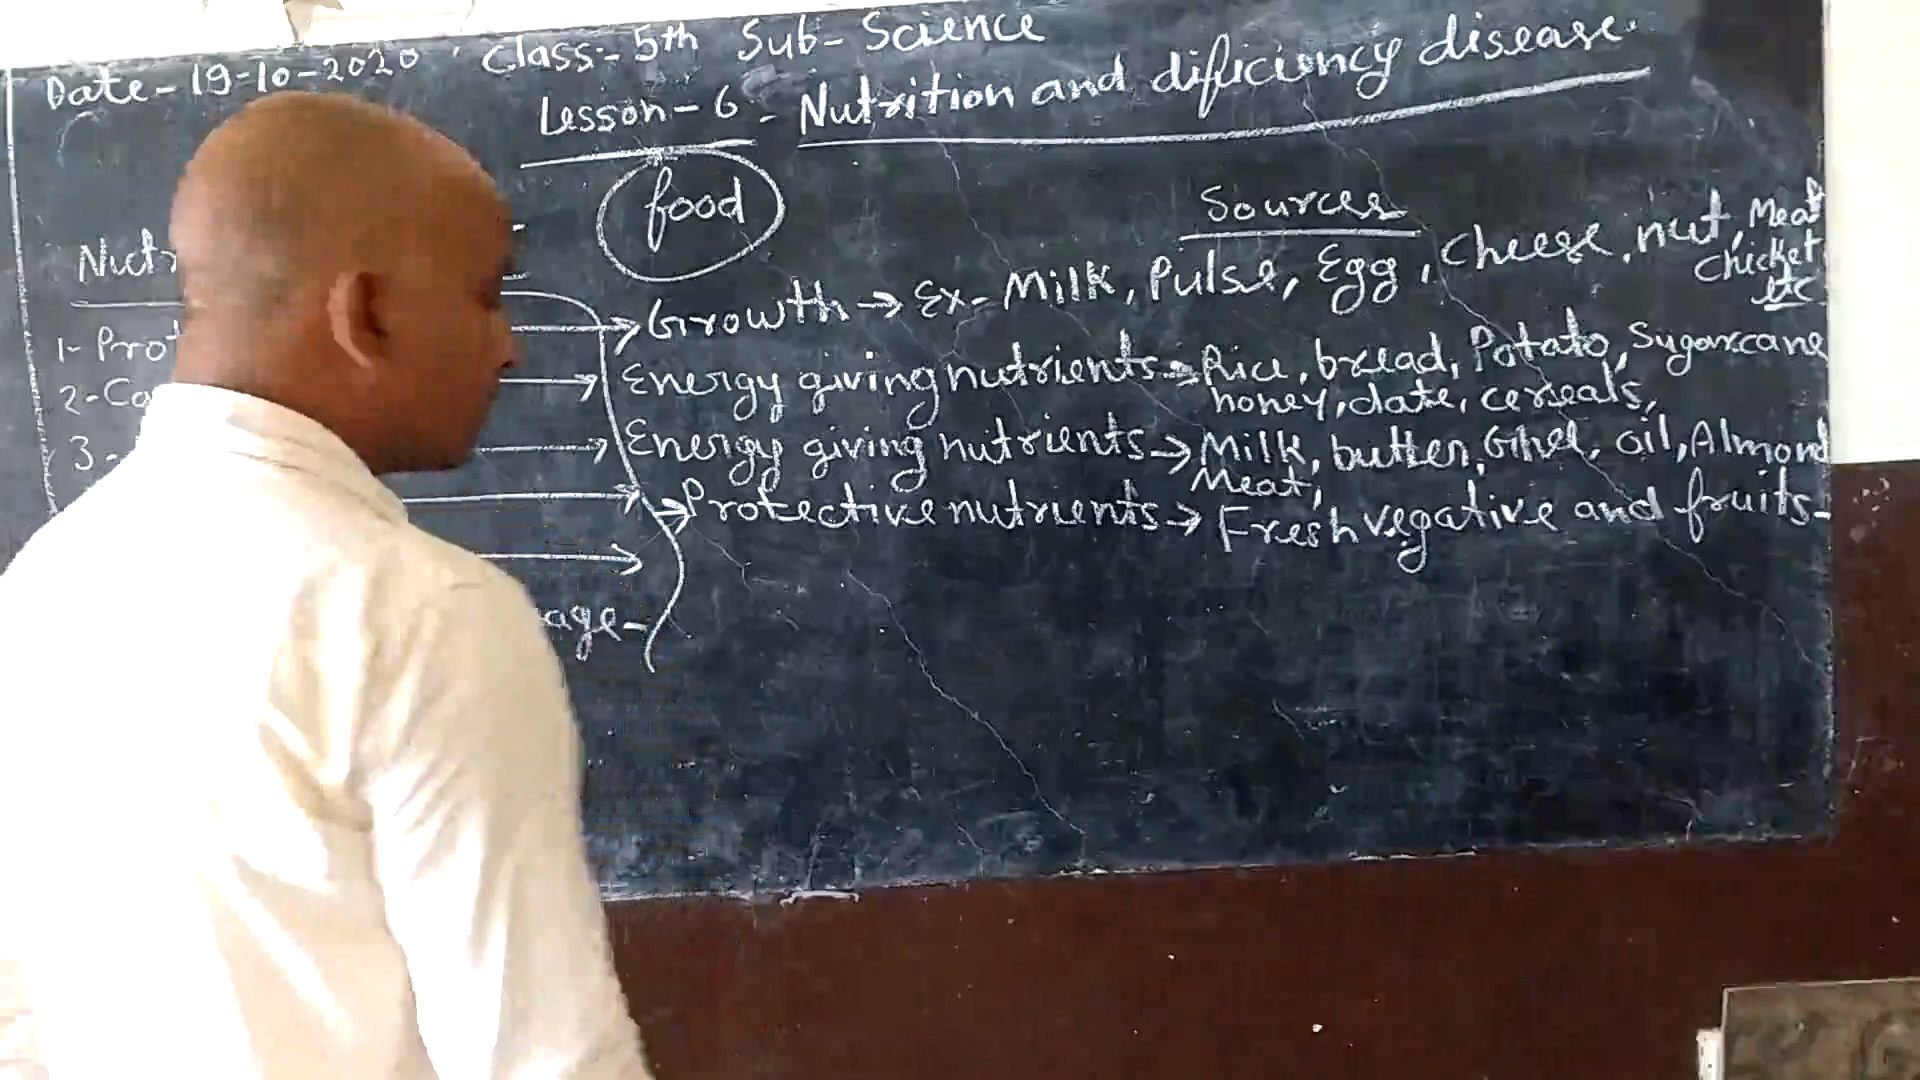 Date-19-10-2020 Class:-5th Sub-Science
Lesson-6:- Nutrition and dificiency disease.
food
Sources
Nutr
1- Prot
Growth → Ex- Milk, Pulse, Egg, Cheese, nut, Meat
Chicket
etc
2- Ca
Energy giving nutrients → Rice, bread, Potato, Sugarcane
honey, date, cereals,
3-
Energy giving nutrients → Milk, butter, Ghee, oil, Almond
Meat,
Protective nutrients → Fresh vegative and fruits-
age-